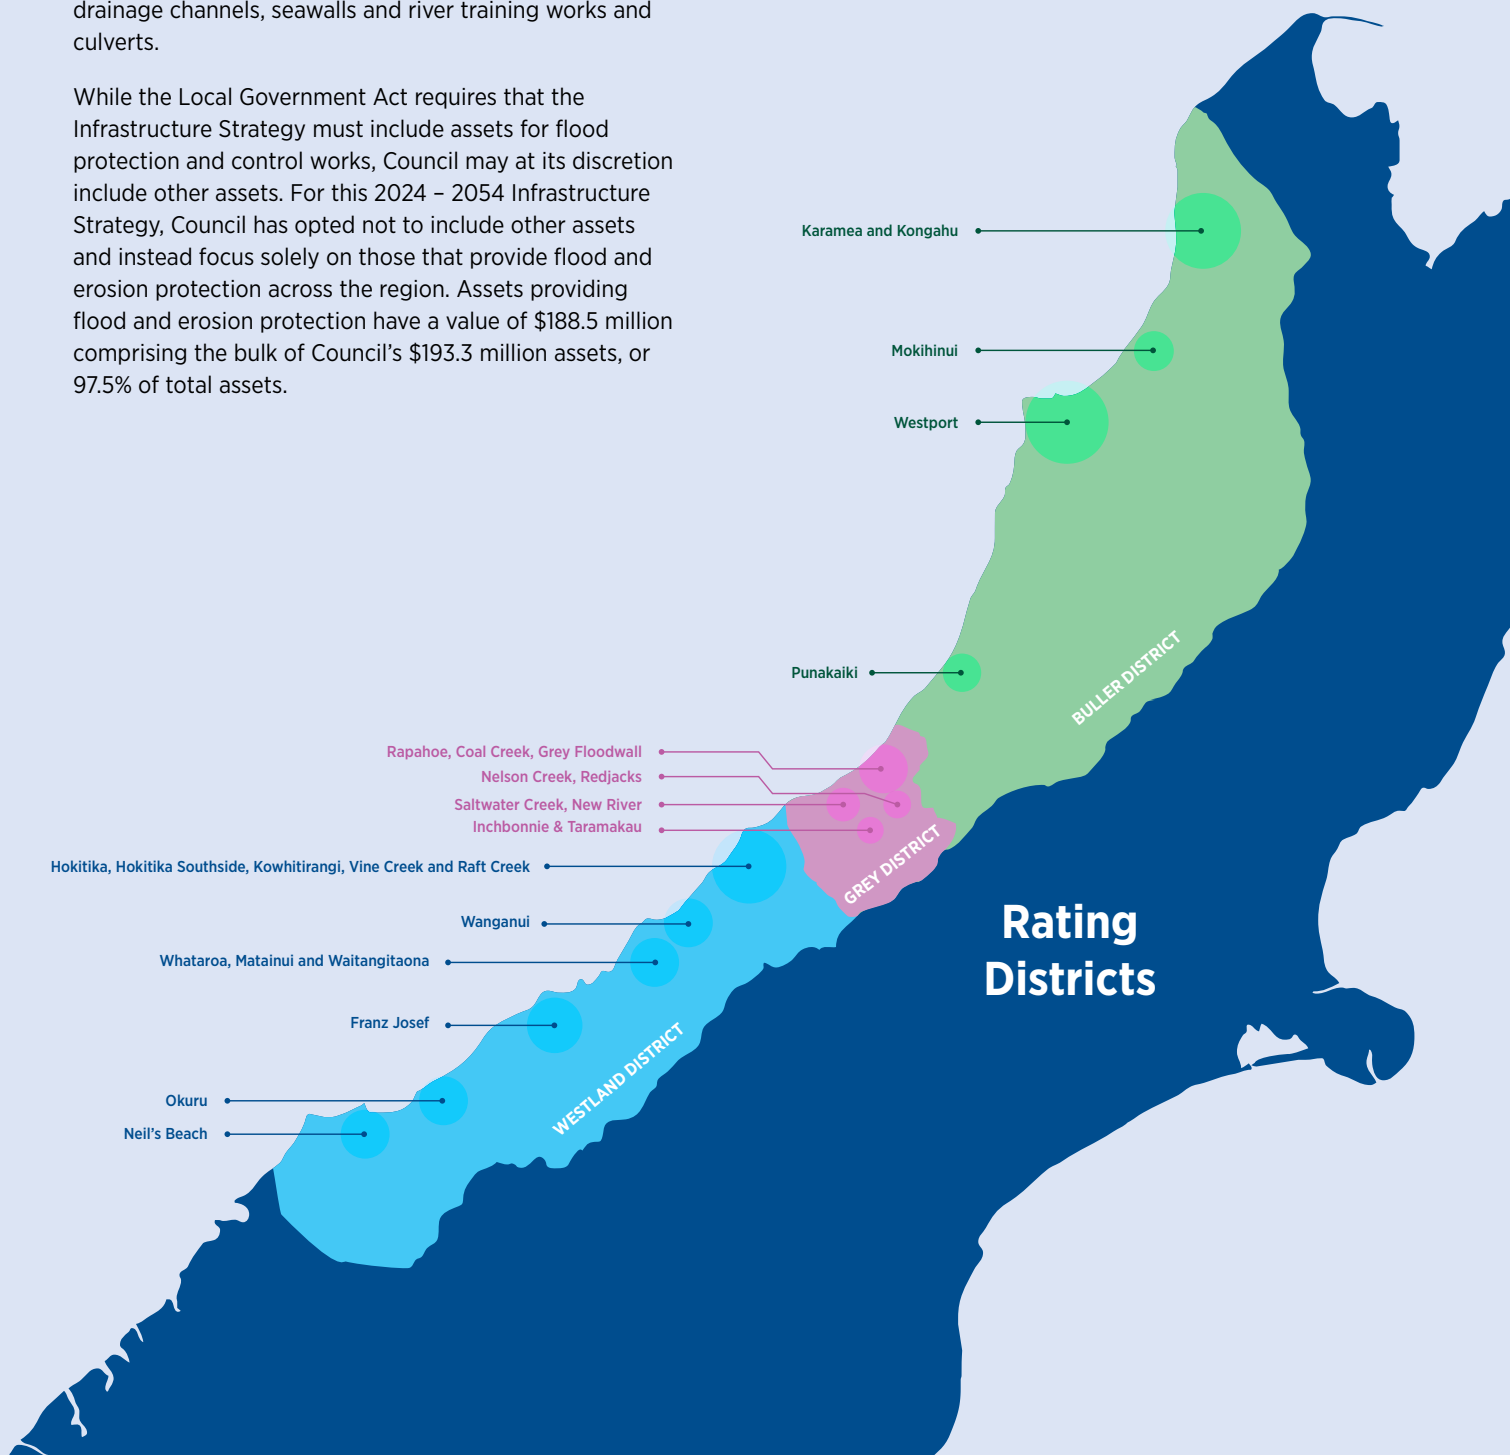 drainage channels, seawalls and river training works and
culverts.
While the Local Government Act requires that the
Infrastructure Strategy must include assets for flood
protection and control works, Council may at its discretion
include other assets. For this 2024 – 2054 Infrastructure
Strategy, Council has opted not to include other assets
and instead focus solely on those that provide flood and
erosion protection across the region. Assets providing
flood and erosion protection have a value of $188.5 million
comprising the bulk of Council’s $193.3 million assets, or
97.5% of total assets.
Karamea and Kongahu
Mokihinui
Westport
Punakaiki
BULLER DISTRICT
Rapahoe, Coal Creek, Grey Floodwall
Nelson Creek, Redjacks
Saltwater Creek, New River
Inchbonnie & Taramakau
GREY DISTRICT
Hokitika, Hokitika Southside, Kowhitirangi, Vine Creek and Raft Creek
Wanganui
Whataroa, Matainui and Waitangitaona
Franz Josef
Okuru
Neil’s Beach
WESTLAND DISTRICT
Rating
Districts